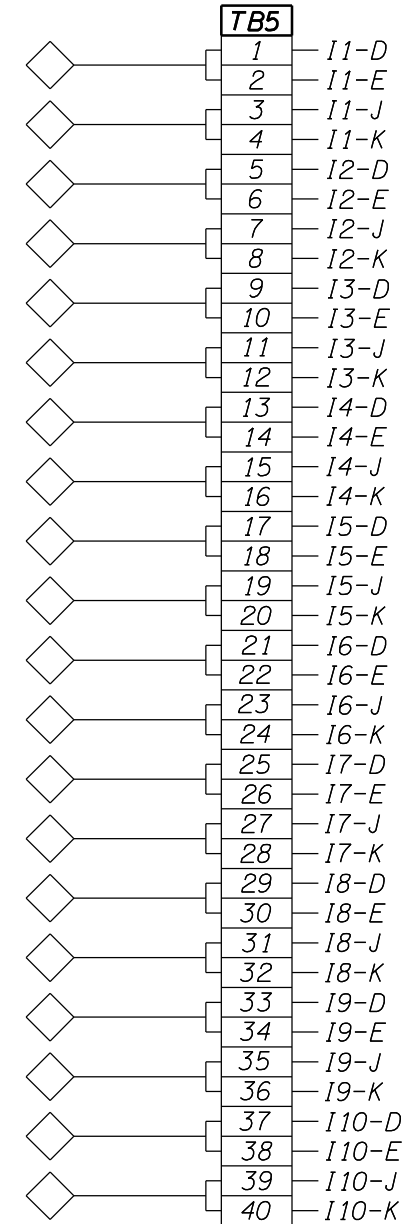 TB5
1 I1-D
2 I1-E
3 I1-J
4 I1-K
5 I2-D
6 I2-E
7 I2-J
8 I2-K
9 I3-D
10 I3-E
11 I3-J
12 I3-K
13 I4-D
14 I4-E
15 I4-J
16 I4-K
17 I5-D
18 I5-E
19 I5-J
20 I5-K
21 I6-D
22 I6-E
23 I6-J
24 I6-K
25 I7-D
26 I7-E
27 I7-J
28 I7-K
29 I8-D
30 I8-E
31 I8-J
32 I8-K
33 I9-D
34 I9-E
35 I9-J
36 I9-K
37 I10-D
38 I10-E
39 I10-J
40 I10-K